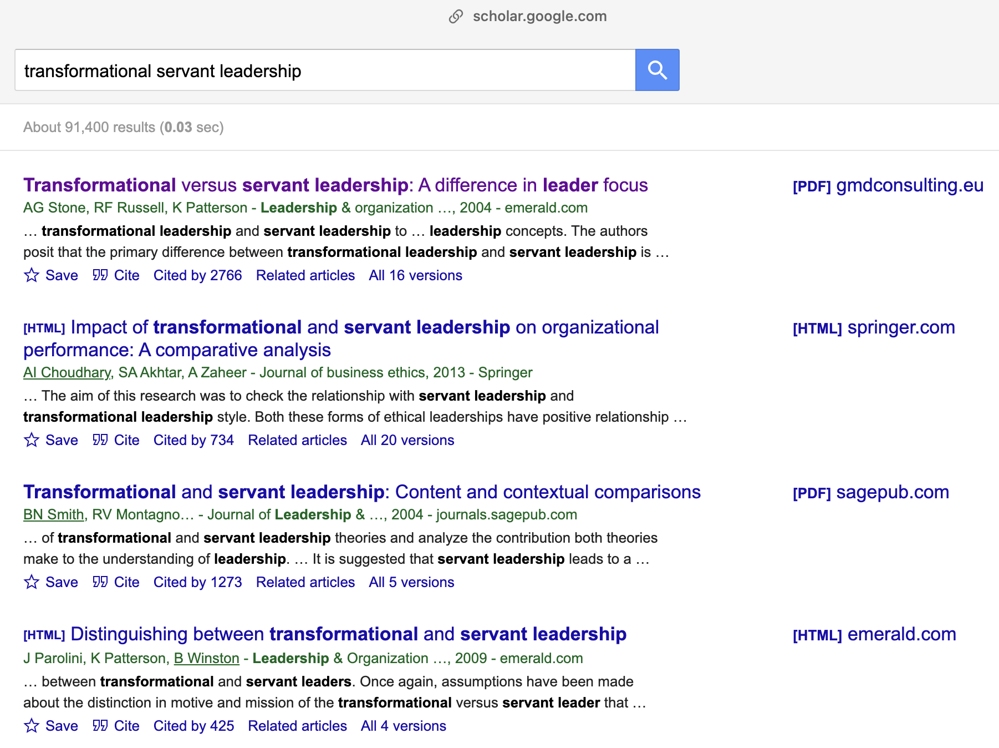 scholar.google.com
transformational servant leadership
About 91,400 results (0.03 sec)
Transformational versus servant leadership: A difference in leader focus
[PDF] gmdconsulting.eu
AG Stone, RF Russell, K Patterson - Leadership & organization …, 2004 - emerald.com
… transformational leadership and servant leadership to … leadership concepts. The authors
posit that the primary difference between transformational leadership and servant leadership is …
Save Cite Cited by 2766 Related articles All 16 versions
[HTML] Impact of transformational and servant leadership on organizational
performance: A comparative analysis
[HTML] springer.com
AI Choudhary, SA Akhtar, A Zaheer - Journal of business ethics, 2013 - Springer
… The aim of this research was to check the relationship with servant leadership and
transformational leadership style. Both these forms of ethical leaderships have positive relationship …
Save Cite Cited by 734 Related articles All 20 versions
Transformational and servant leadership: Content and contextual comparisons
[PDF] sagepub.com
BN Smith, RV Montagno… - Journal of Leadership & …, 2004 - journals.sagepub.com
… of transformational and servant leadership theories and analyze the contribution both theories
make to the understanding of leadership. … It is suggested that servant leadership leads to a …
Save Cite Cited by 1273 Related articles All 5 versions
[HTML] Distinguishing between transformational and servant leadership
[HTML] emerald.com
J Parolini, K Patterson, B Winston - Leadership & Organization …, 2009 - emerald.com
… between transformational and servant leaders. Once again, assumptions have been made
about the distinction in motive and mission of the transformational versus servant leader that …
Save Cite Cited by 425 Related articles All 4 versions